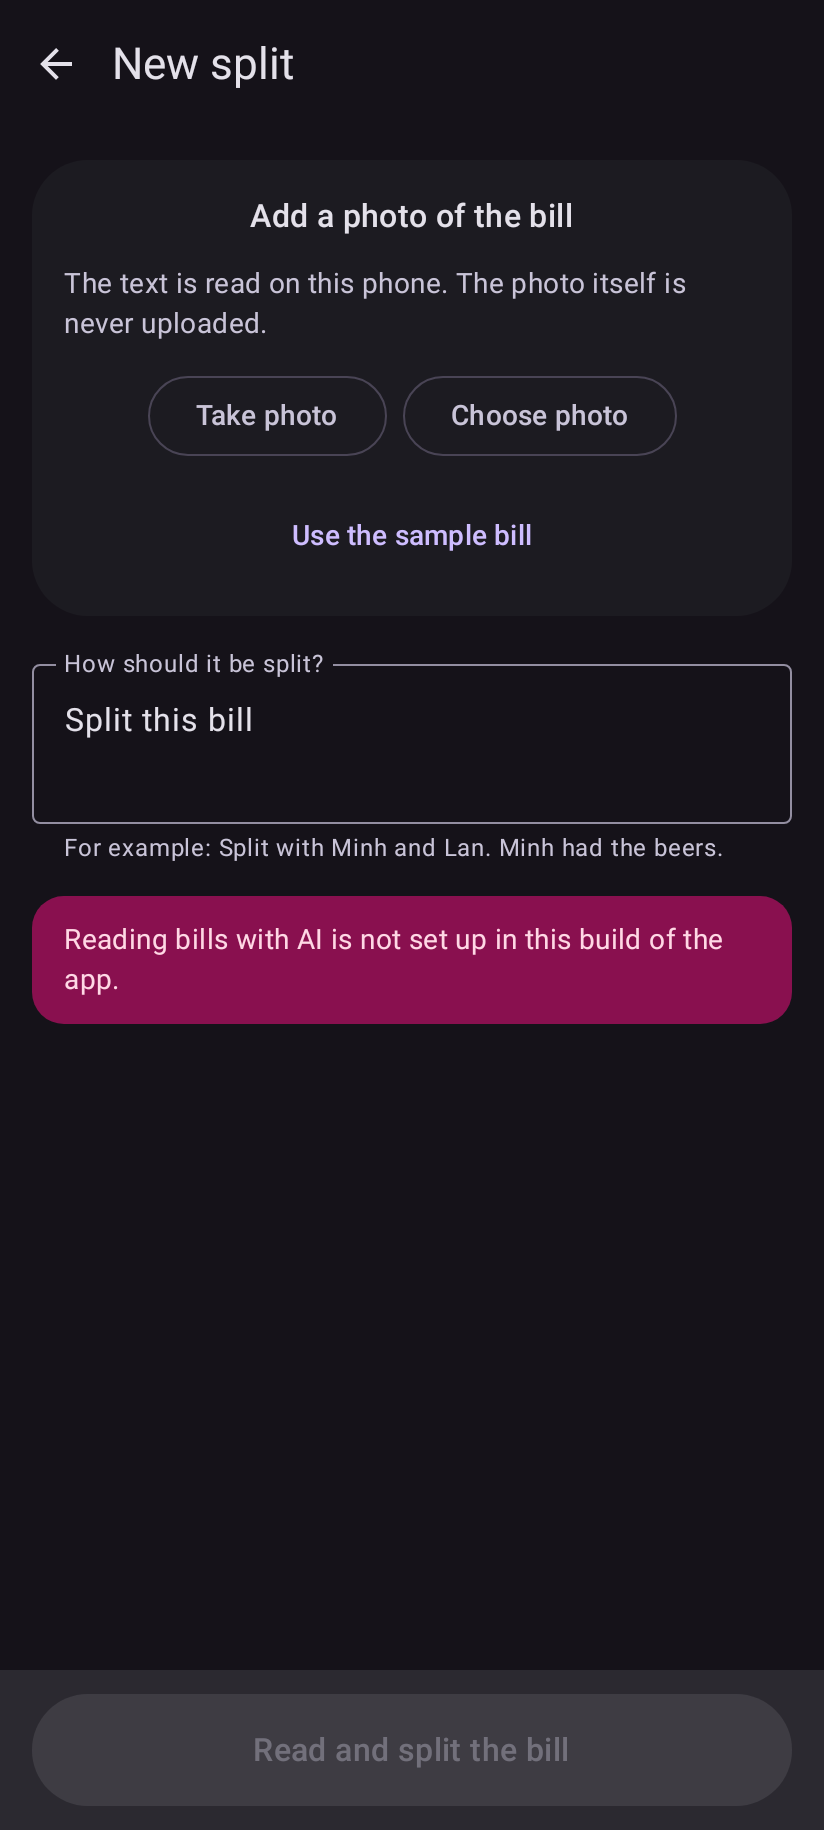 New split
Add a photo of the bill
The text is read on this phone. The photo itself is
never uploaded.
Take photo
Choose photo
Use the sample bill
How should it be split?
Split this bill
For example: Split with Minh and Lan. Minh had the beers.
Reading bills with AI is not set up in this build of the
app.
Read and split the bill